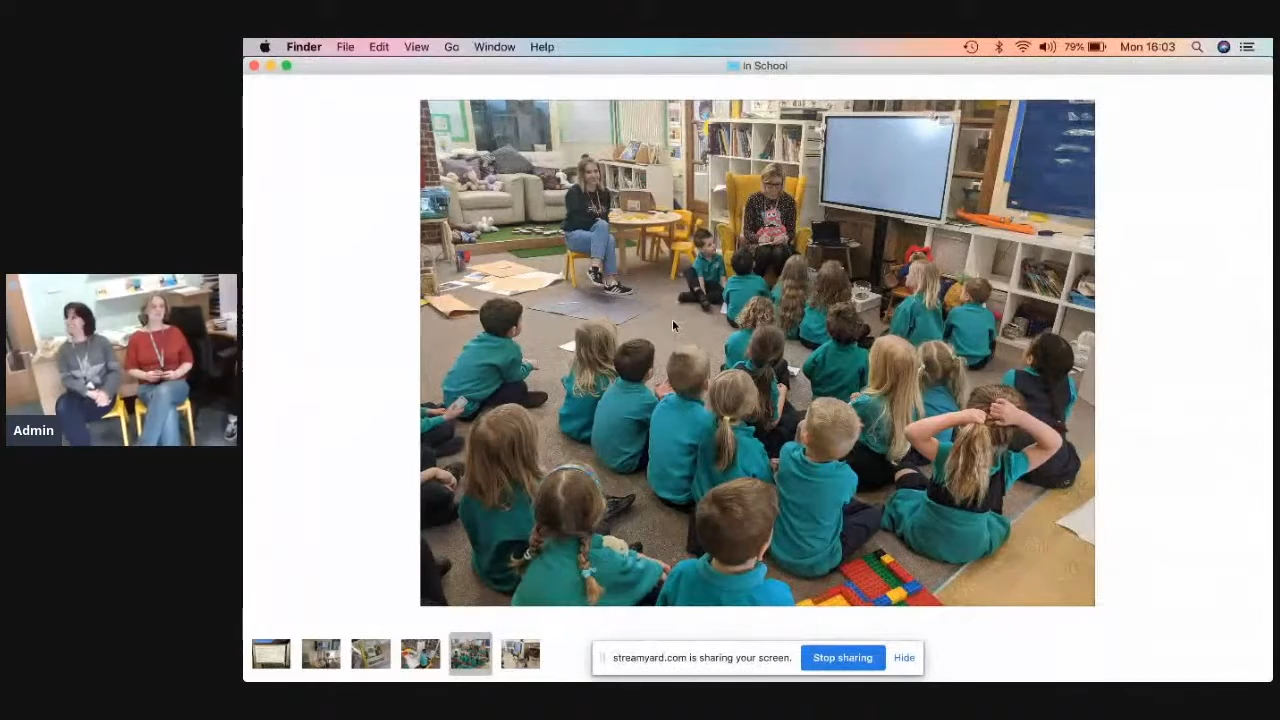 Finder File Edit View Go Window Help 79% Mon 16:03
in School
Admin
streamyard.com is sharing your screen. Stop sharing Hide